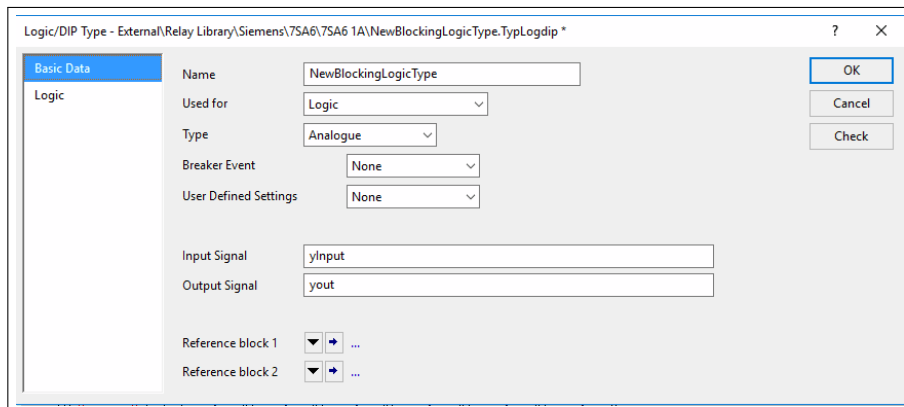 Logic/DIP Type - External\Relay Library\Siemens\7SA6\7SA6 1A\NewBlockingLogicType.TypLogdip * ?
Basic Data
Logic
Name NewBlockingLogicType
Used for Logic
Type Analogue
Breaker Event None
User Defined Settings None
Input Signal yInput
Output Signal yout
Reference block 1 ...
Reference block 2 ...
OK
Cancel
Check